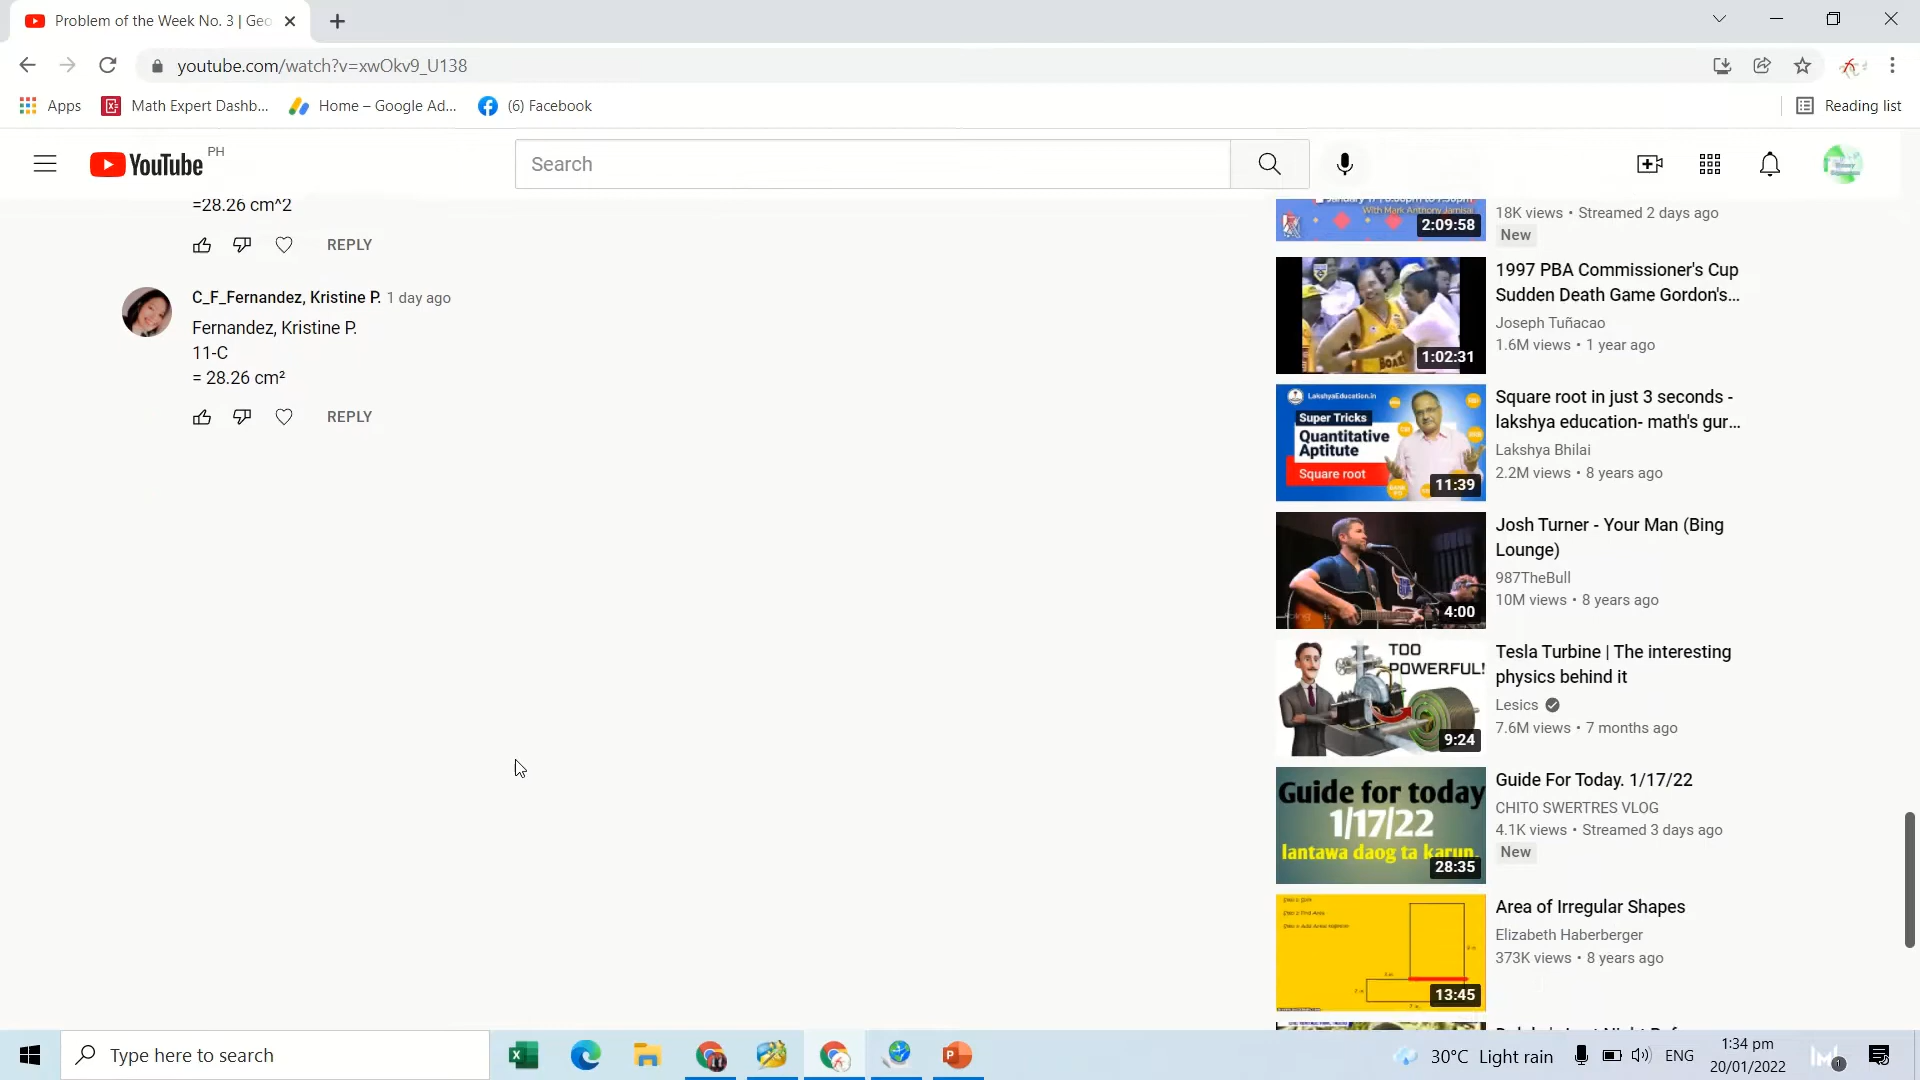 Problem of the Week No. 3 | Geo
youtube.com/watch?v=xwOkv9_U138
Apps
Math Expert Dashb...
Home – Google Ad...
(6) Facebook
Reading list
YouTube PH
Search
=28.26 cm^2
REPLY
C_F_Fernandez, Kristine P. 1 day ago
Fernandez, Kristine P.
11-C
= 28.26 cm²
REPLY
With Mark Anthony Jamisal
2:09:58
18K views • Streamed 2 days ago
New
1:02:31
1997 PBA Commissioner's Cup
Sudden Death Game Gordon's...
Joseph Tuñacao
1.6M views • 1 year ago
LakshyaEducation.in
Super Tricks
Quantitative
Aptitute
Square root
11:39
Square root in just 3 seconds -
lakshya education- math's gur...
Lakshya Bhilai
2.2M views • 8 years ago
4:00
Josh Turner - Your Man (Bing
Lounge)
987TheBull
10M views • 8 years ago
TOO
POWERFUL!
9:24
Tesla Turbine | The interesting
physics behind it
Lesics
7.6M views • 7 months ago
Guide for today
1/17/22
lantawa daog ta karun.
28:35
Guide For Today. 1/17/22
CHITO SWERTRES VLOG
4.1K views • Streamed 3 days ago
New
13:45
Area of Irregular Shapes
Elizabeth Haberberger
373K views • 8 years ago
Type here to search
30°C Light rain
ENG
1:34 pm
20/01/2022
1